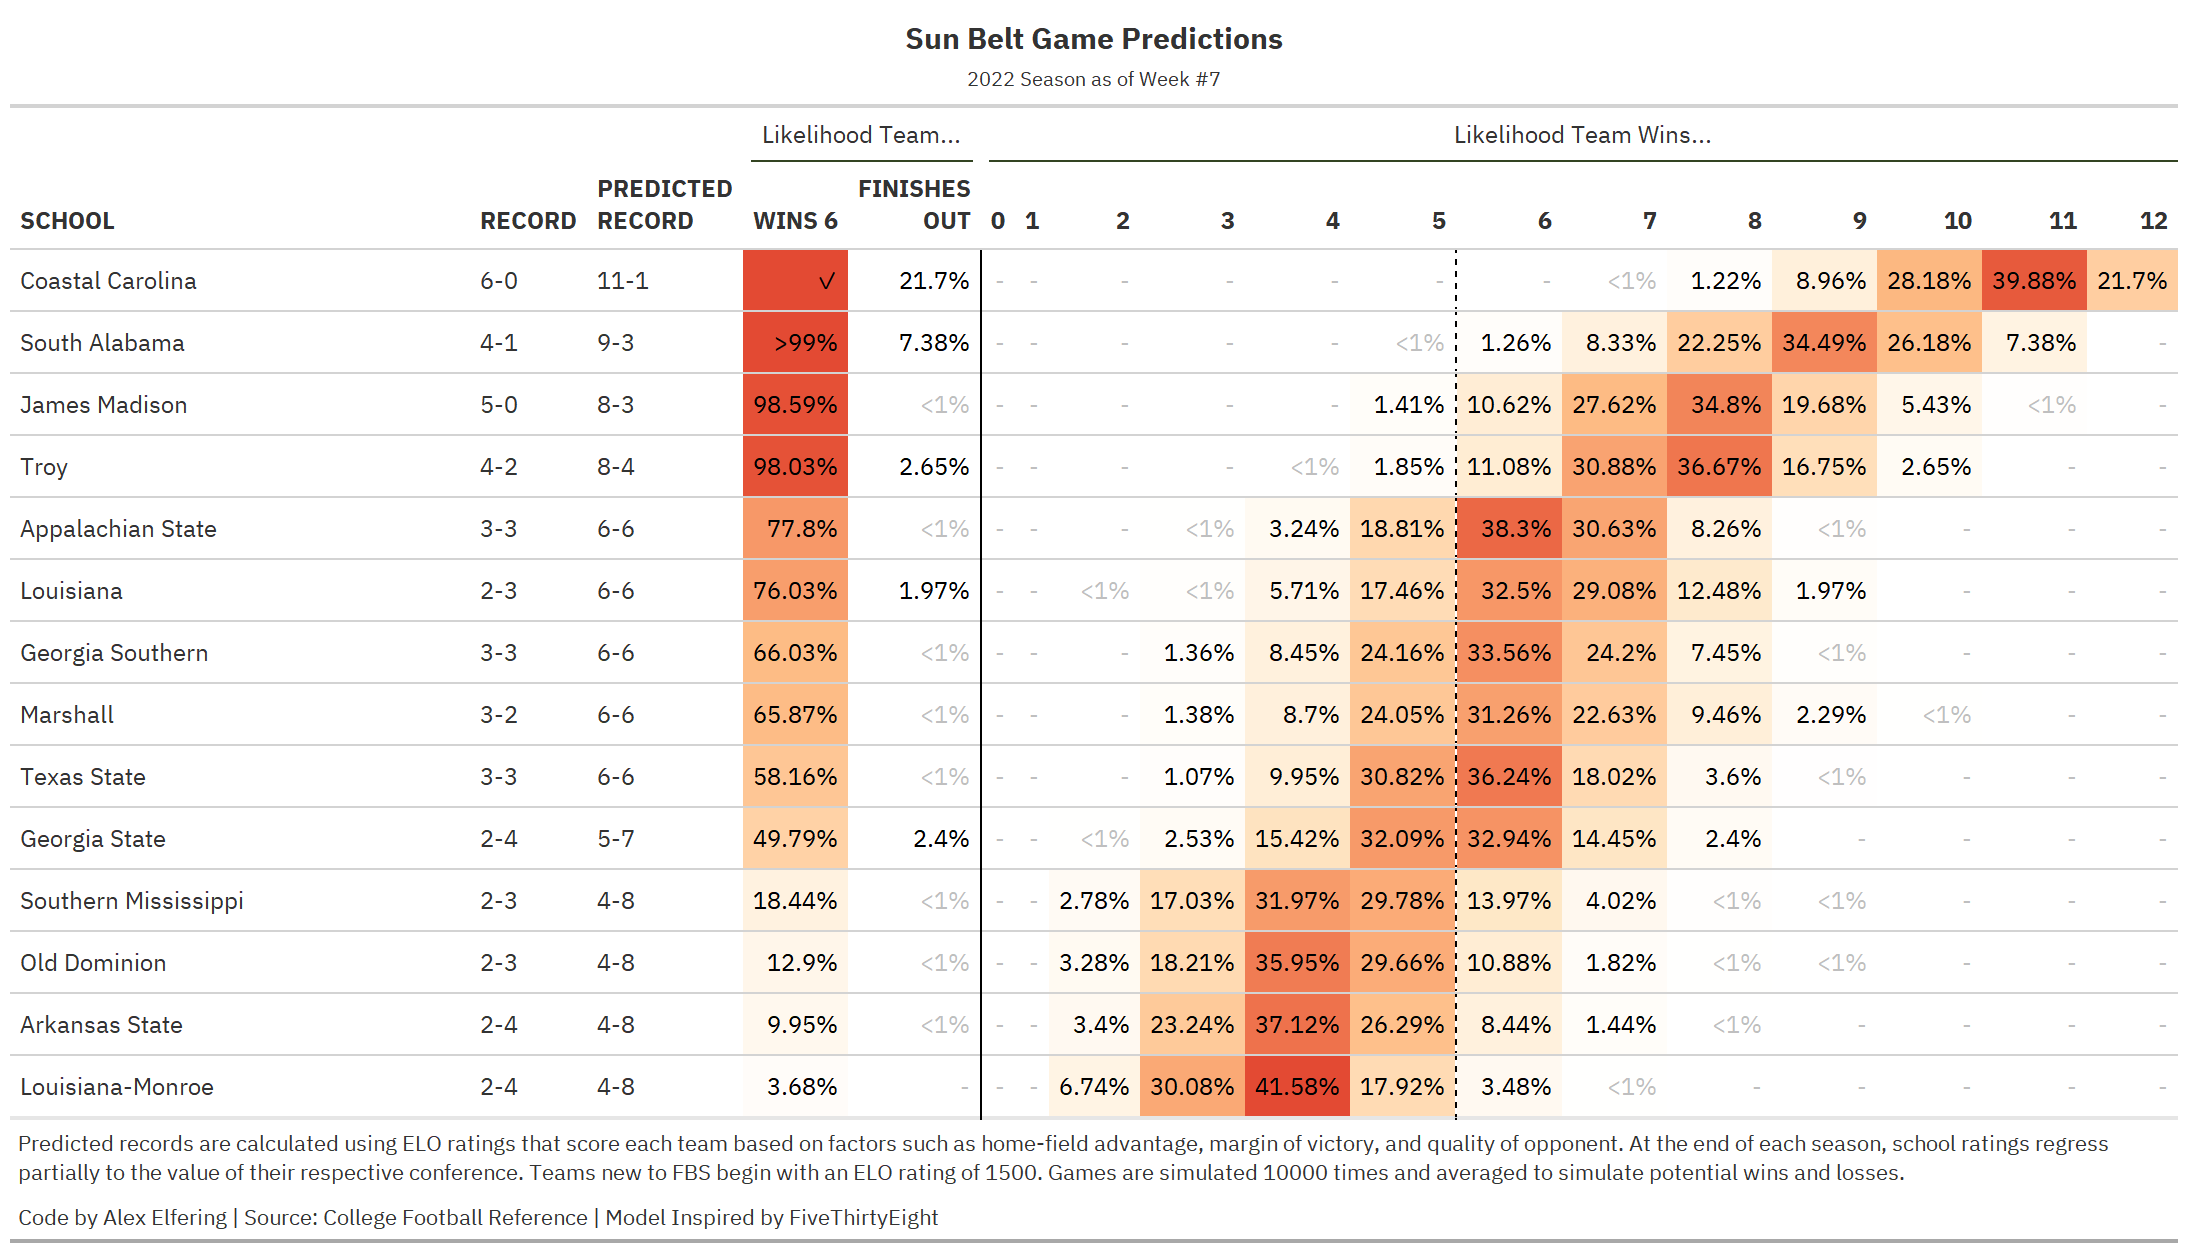 Sun Belt Game Predictions
2022 Season as of Week #7
Likelihood Team... Likelihood Team Wins...
SCHOOL RECORD PREDICTED RECORD WINS 6 FINISHES OUT 0 1 2 3 4 5 6 7 8 9 10 11 12
Coastal Carolina 6-0 11-1 ✓ 21.7% - - - - - - - <1% 1.22% 8.96% 28.18% 39.88% 21.7%
South Alabama 4-1 9-3 >99% 7.38% - - - - - <1% 1.26% 8.33% 22.25% 34.49% 26.18% 7.38% -
James Madison 5-0 8-3 98.59% <1% - - - - - 1.41% 10.62% 27.62% 34.8% 19.68% 5.43% <1% -
Troy 4-2 8-4 98.03% 2.65% - - - - <1% 1.85% 11.08% 30.88% 36.67% 16.75% 2.65% - -
Appalachian State 3-3 6-6 77.8% <1% - - - <1% 3.24% 18.81% 38.3% 30.63% 8.26% <1% - - -
Louisiana 2-3 6-6 76.03% 1.97% - - <1% <1% 5.71% 17.46% 32.5% 29.08% 12.48% 1.97% - - -
Georgia Southern 3-3 6-6 66.03% <1% - - - 1.36% 8.45% 24.16% 33.56% 24.2% 7.45% <1% - - -
Marshall 3-2 6-6 65.87% <1% - - - 1.38% 8.7% 24.05% 31.26% 22.63% 9.46% 2.29% <1% - -
Texas State 3-3 6-6 58.16% <1% - - - 1.07% 9.95% 30.82% 36.24% 18.02% 3.6% <1% - - -
Georgia State 2-4 5-7 49.79% 2.4% - - <1% 2.53% 15.42% 32.09% 32.94% 14.45% 2.4% - - - -
Southern Mississippi 2-3 4-8 18.44% <1% - - 2.78% 17.03% 31.97% 29.78% 13.97% 4.02% <1% <1% - - -
Old Dominion 2-3 4-8 12.9% <1% - - 3.28% 18.21% 35.95% 29.66% 10.88% 1.82% <1% <1% - - -
Arkansas State 2-4 4-8 9.95% <1% - - 3.4% 23.24% 37.12% 26.29% 8.44% 1.44% <1% - - - -
Louisiana-Monroe 2-4 4-8 3.68% - - - 6.74% 30.08% 41.58% 17.92% 3.48% <1% - - - - -
Predicted records are calculated using ELO ratings that score each team based on factors such as home-field advantage, margin of victory, and quality of opponent. At the end of each season, school ratings regress
partially to the value of their respective conference. Teams new to FBS begin with an ELO rating of 1500. Games are simulated 10000 times and averaged to simulate potential wins and losses.
Code by Alex Elfering | Source: College Football Reference | Model Inspired by FiveThirtyEight